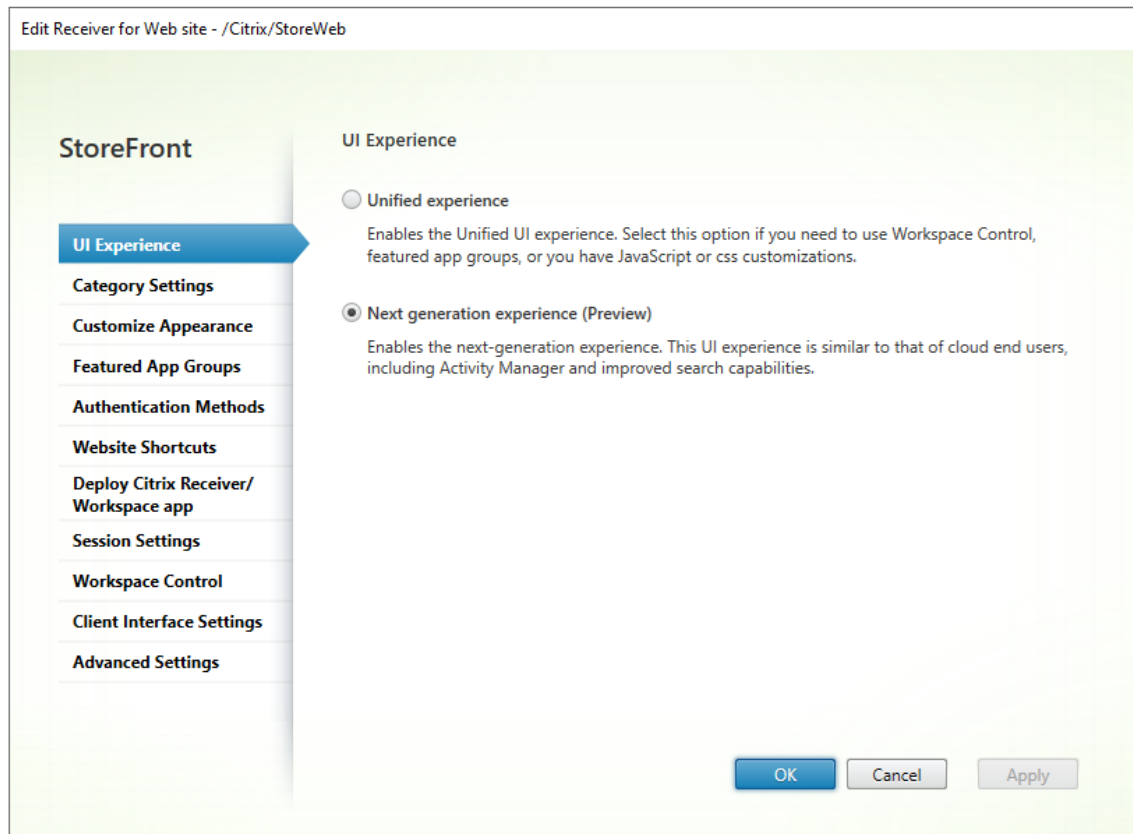 Edit Receiver for Web site - /Citrix/StoreWeb
StoreFront
UI Experience
Category Settings
Customize Appearance
Featured App Groups
Authentication Methods
Website Shortcuts
Deploy Citrix Receiver/
Workspace app
Session Settings
Workspace Control
Client Interface Settings
Advanced Settings
UI Experience
Unified experience
Enables the Unified UI experience. Select this option if you need to use Workspace Control,
featured app groups, or you have JavaScript or css customizations.
Next generation experience (Preview)
Enables the next-generation experience. This UI experience is similar to that of cloud end users,
including Activity Manager and improved search capabilities.
OK
Cancel
Apply